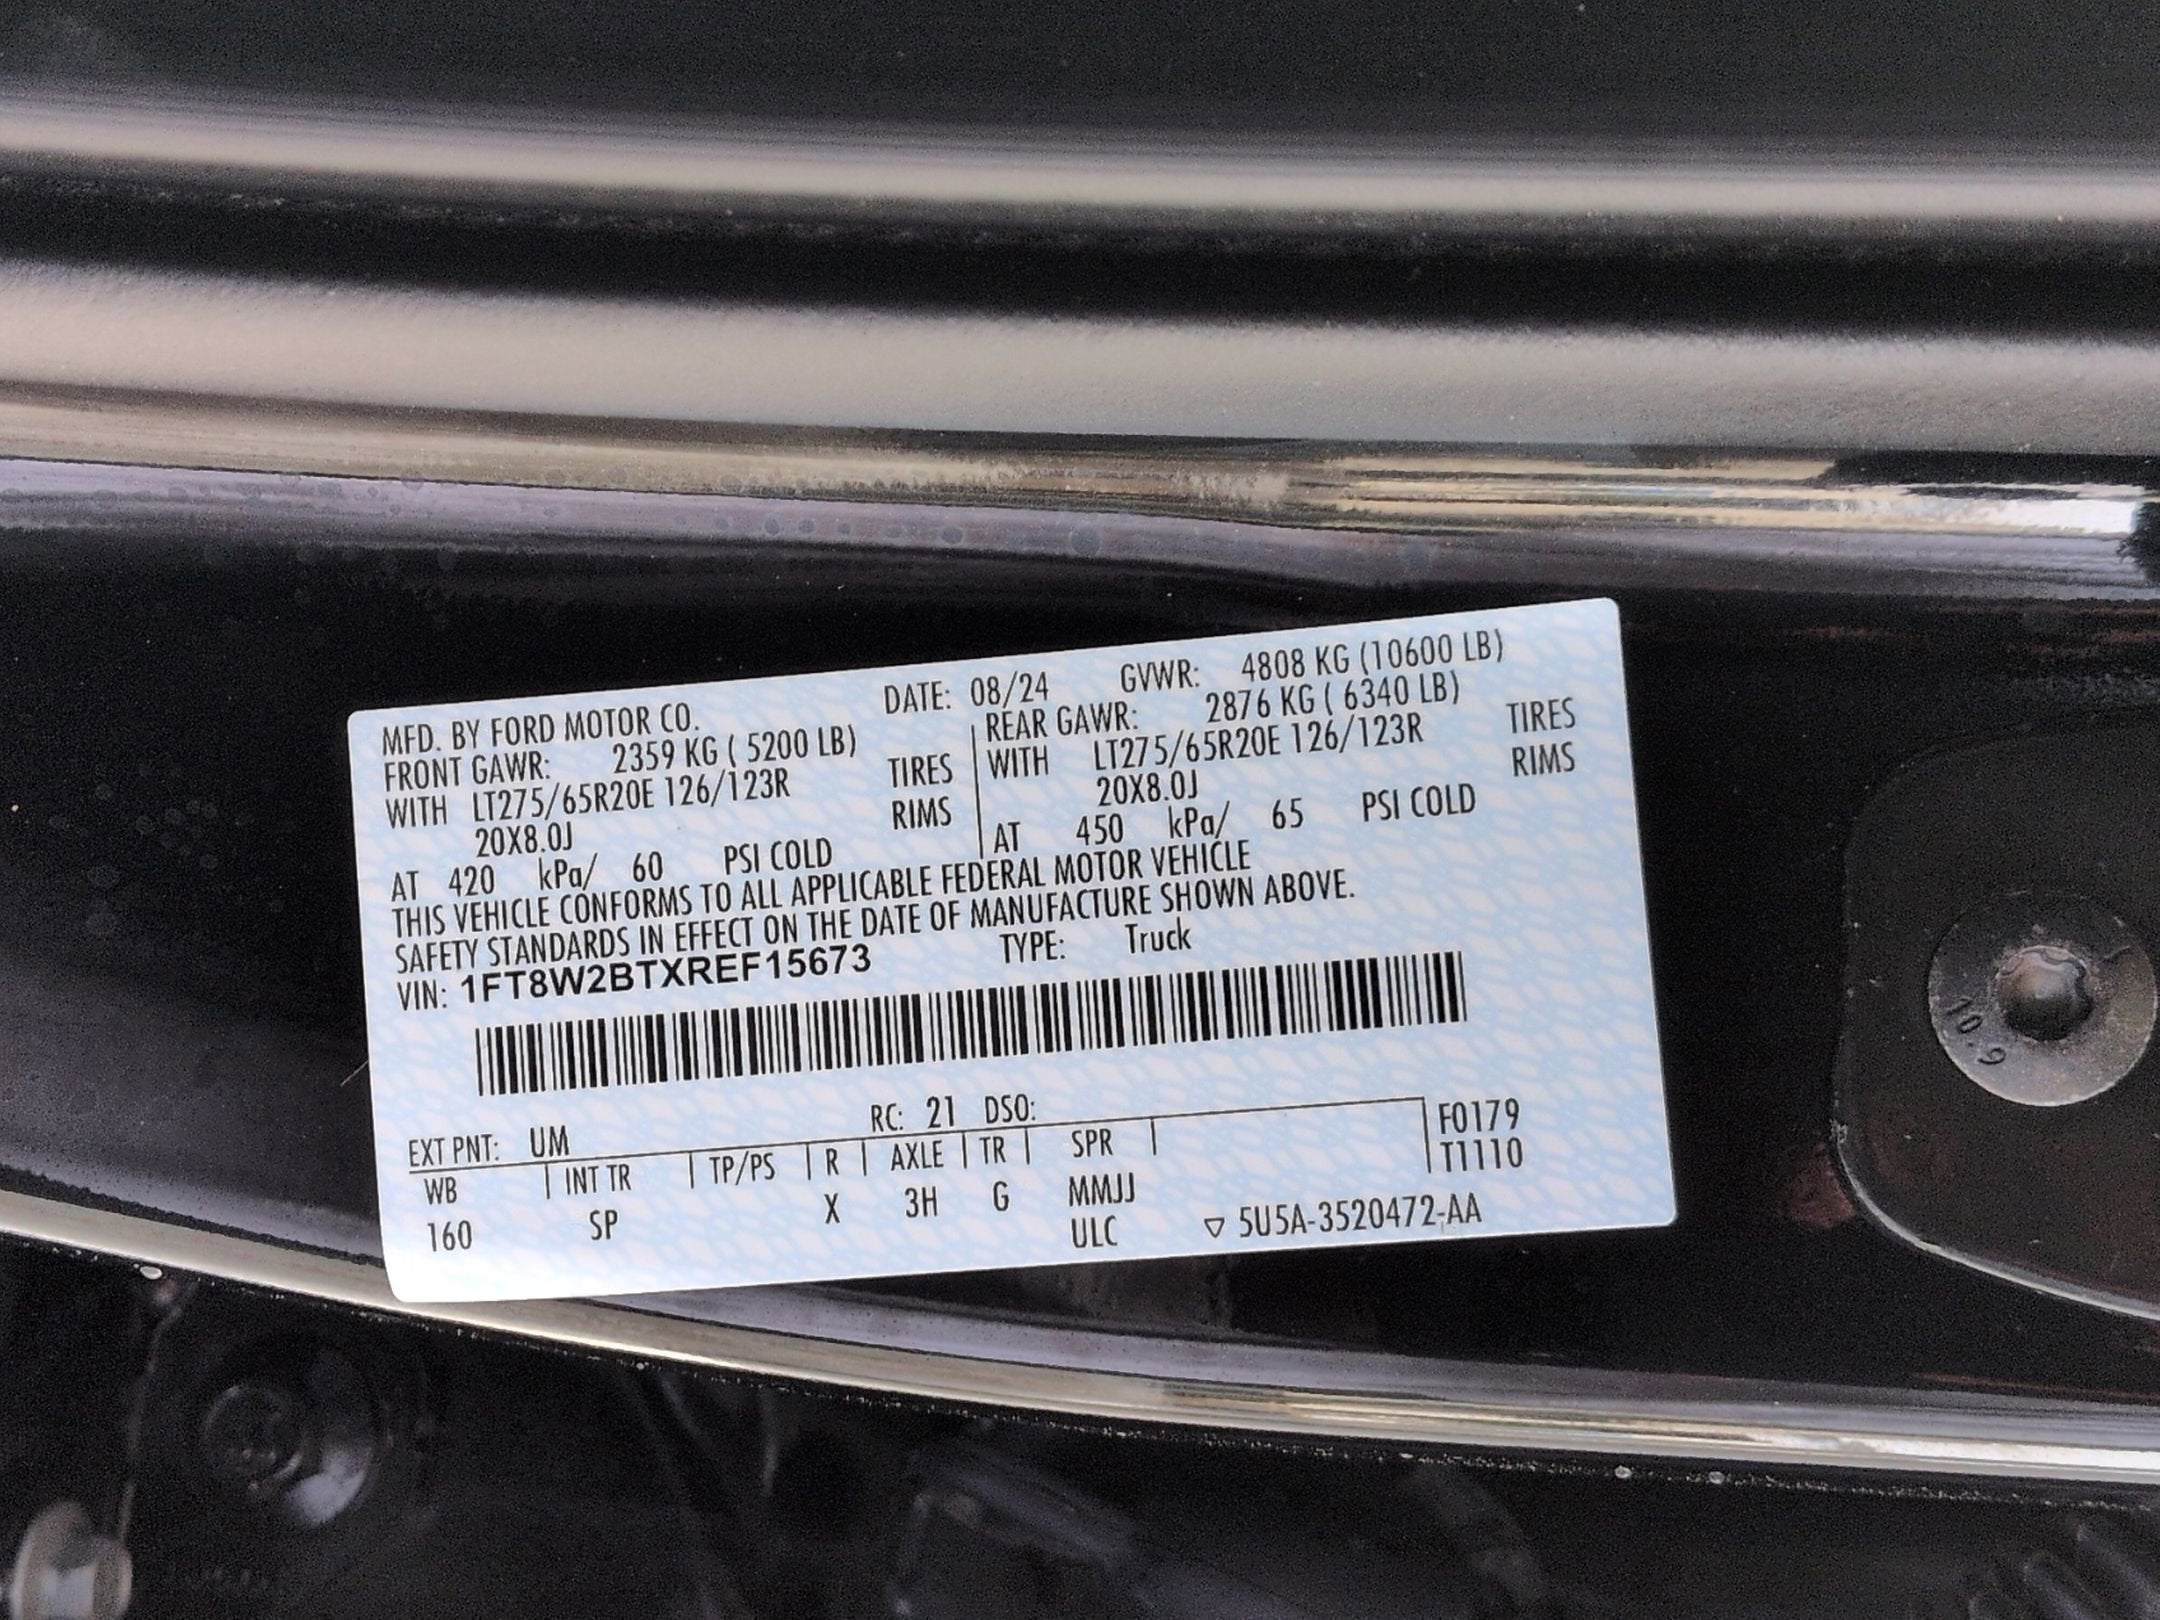 MFD. BY FORD MOTOR CO. DATE: 08/24 GVWR: 4808 KG (10600 LB)
FRONT GAWR: 2359 KG ( 5200 LB) REAR GAWR: 2876 KG ( 6340 LB)
WITH LT275/65R20E 126/123R TIRES WITH LT275/65R20E 126/123R TIRES
20X8.0J RIMS 20X8.0J RIMS
AT 420 kPa/ 60 PSI COLD AT 450 kPa/ 65 PSI COLD
THIS VEHICLE CONFORMS TO ALL APPLICABLE FEDERAL MOTOR VEHICLE
SAFETY STANDARDS IN EFFECT ON THE DATE OF MANUFACTURE SHOWN ABOVE.
VIN: 1FT8W2BTXREF15673 TYPE: Truck
EXT PNT: UM RC: 21 DSO: F0179
WB INT TR TP/PS R AXLE TR SPR T1110
160 SP X 3H G MMJJ
ULC ▽ 5U5A-3520472-AA
10.9